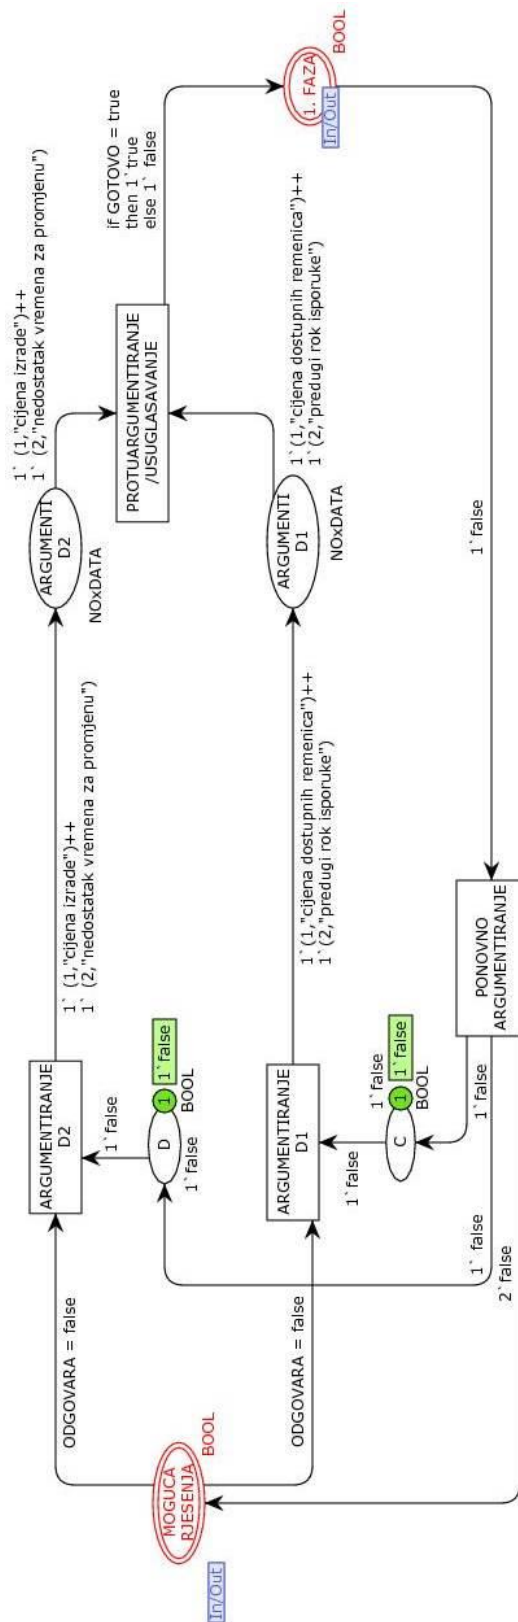 MOGUCA
RJESENJA
BOOL
In/Out
ODGOVARA = false
ODGOVARA = false
ARGUMENTIRANJE
D2
1`false
D
1
1`false
BOOL
1`false
1` (1,"cijena izrade")++
1` (2,"nedostatak vremena za promjenu")
ARGUMENTI
D2
NOxDATA
1` (1,"cijena izrade")++
1` (2,"nedostatak vremena za promjenu")
PROTUARGUMENTIRANJE
/USUGLASAVANJE
if GOTOVO = true
then 1`true
else 1` false
1. FAZA
BOOL
In/Out
ARGUMENTIRANJE
D1
1`false
C
1
1`false
BOOL
1`false
1`(1,"cijena dostupnih remenica")++
1`(2,"predugi rok isporuke")
ARGUMENTI
D1
NOxDATA
1`(1,"cijena dostupnih remenica")++
1`(2,"predugi rok isporuke")
1`false
PONOVNO
ARGUMENTIRANJE
1`false
1` false
2`false